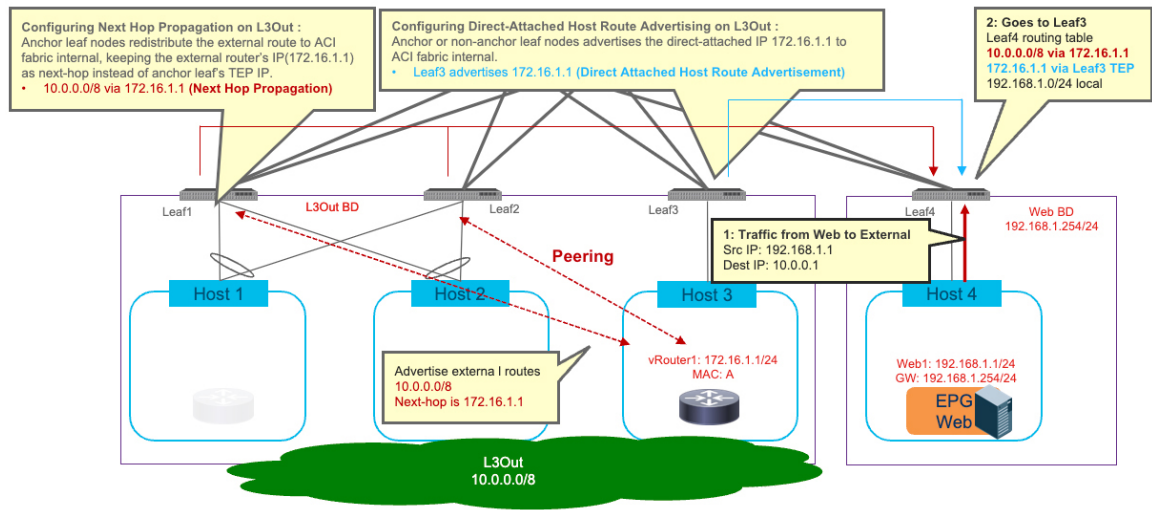 Configuring Next Hop Propagation on L3Out :
Anchor leaf nodes redistribute the external route to ACI
fabric internal, keeping the external router's IP(172.16.1.1)
as next-hop instead of anchor leaf's TEP IP.
• 10.0.0.0/8 via 172.16.1.1 (Next Hop Propagation)
Configuring Direct-Attached Host Route Advertising on L3Out :
Anchor or non-anchor leaf nodes advertises the direct-attached IP 172.16.1.1 to
ACI fabric internal.
• Leaf3 advertises 172.16.1.1 (Direct Attached Host Route Advertisement)
2: Goes to Leaf3
Leaf4 routing table
10.0.0.0/8 via 172.16.1.1
172.16.1.1 via Leaf3 TEP
192.168.1.0/24 local
Leaf1
L3Out BD
Leaf2
Leaf3
Leaf4
Web BD
192.168.1.254/24
1: Traffic from Web to External
Src IP: 192.168.1.1
Dest IP: 10.0.0.1
Peering
Host 1
Host 2
Host 3
Host 4
Advertise externa l routes
10.0.0.0/8
Next-hop is 172.16.1.1
vRouter1: 172.16.1.1/24
MAC: A
Web1: 192.168.1.1/24
GW: 192.168.1.254/24
EPG
Web
L3Out
10.0.0.0/8